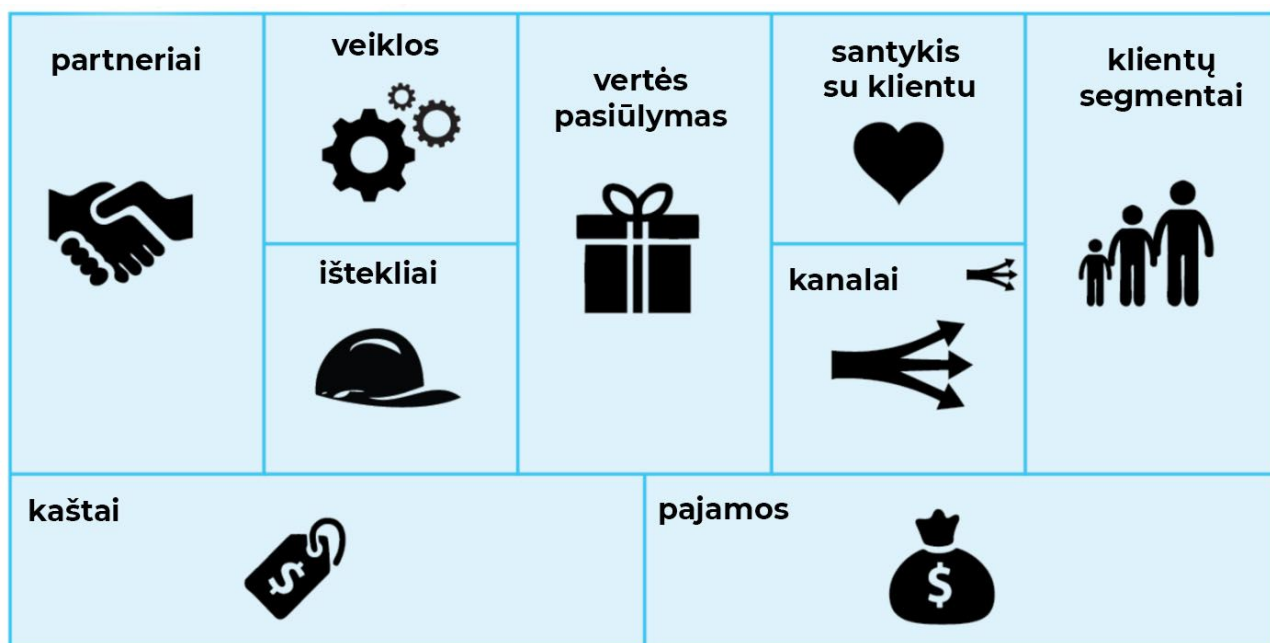 partneriai
veiklos
ištekliai
vertės
pasiūlymas
santykis
su klientu
kanalai
klientų
segmentai
kaštai
$
pajamos
$